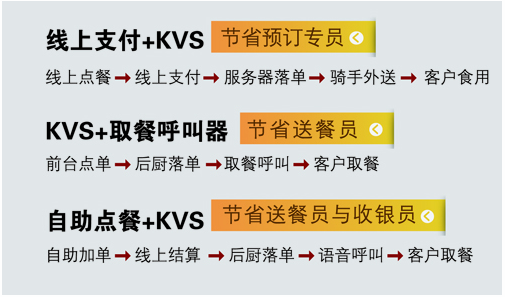 线上支付+KVS 节省预订专员
线上点餐→线上支付→服务器落单→骑手外送→ 客户食用
KVS+取餐呼叫器 节省送餐员
前台点单→后厨落单→取餐呼叫→客户取餐
自助点餐+KVS 节省送餐员与收银员
自助加单→线上结算 → 后厨落单→语音呼叫→客户取餐